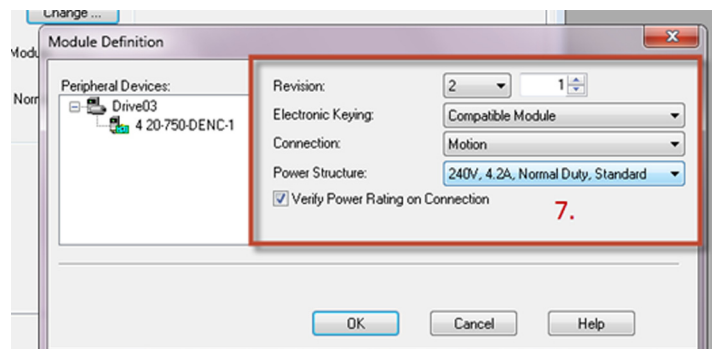 Change ...
Module Definition
Modu
Norr
Peripheral Devices:
Drive03
4 20-750-DENC-1
Revision: 2 1
Electronic Keying: Compatible Module
Connection: Motion
Power Structure: 240V, 4.2A, Normal Duty, Standard
Verify Power Rating on Connection
7.
OK Cancel Help